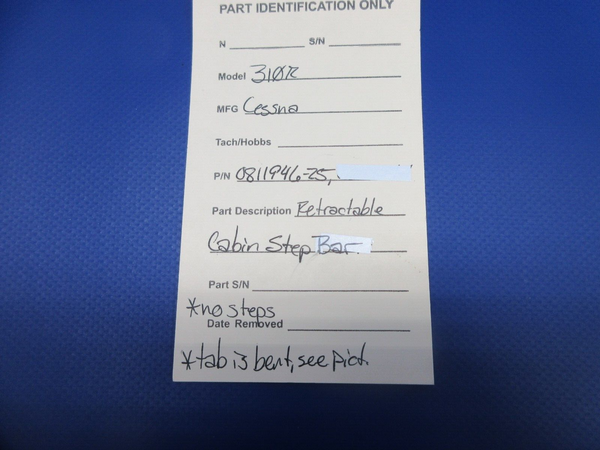 PART IDENTIFICATION ONLY
N S/N
Model 310R
MFG Cessna
Tach/Hobbs
P/N 0811946-25,
Part Description Retractable
Cabin Step Bar
Part S/N
*no steps
Date Removed
*tab is bent, see pict.